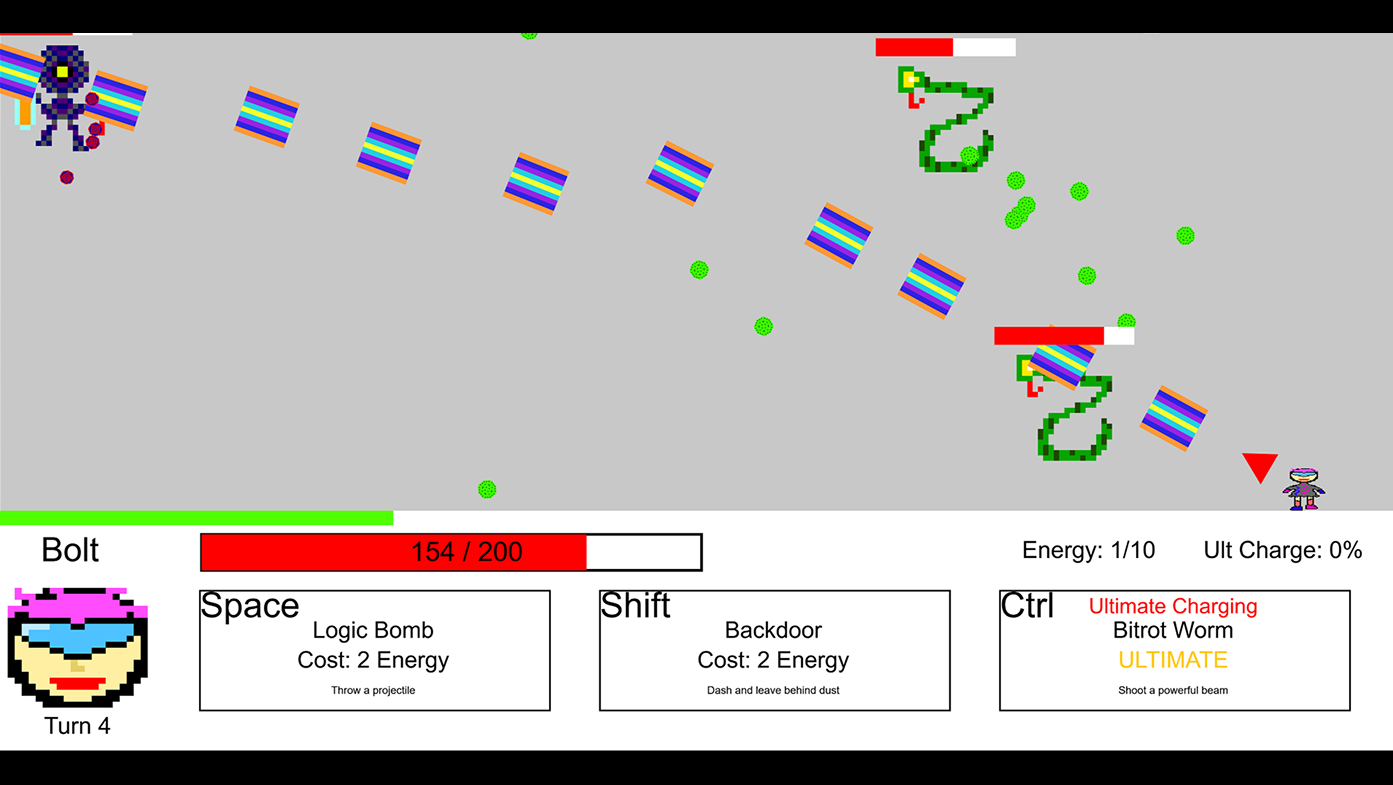 Bolt
154 / 200
Energy: 1/10
Ult Charge: 0%
Space
Logic Bomb
Cost: 2 Energy
Throw a projectile
Shift
Backdoor
Cost: 2 Energy
Dash and leave behind dust
Ctrl
Ultimate Charging
Bitrot Worm
ULTIMATE
Shoot a powerful beam
Turn 4